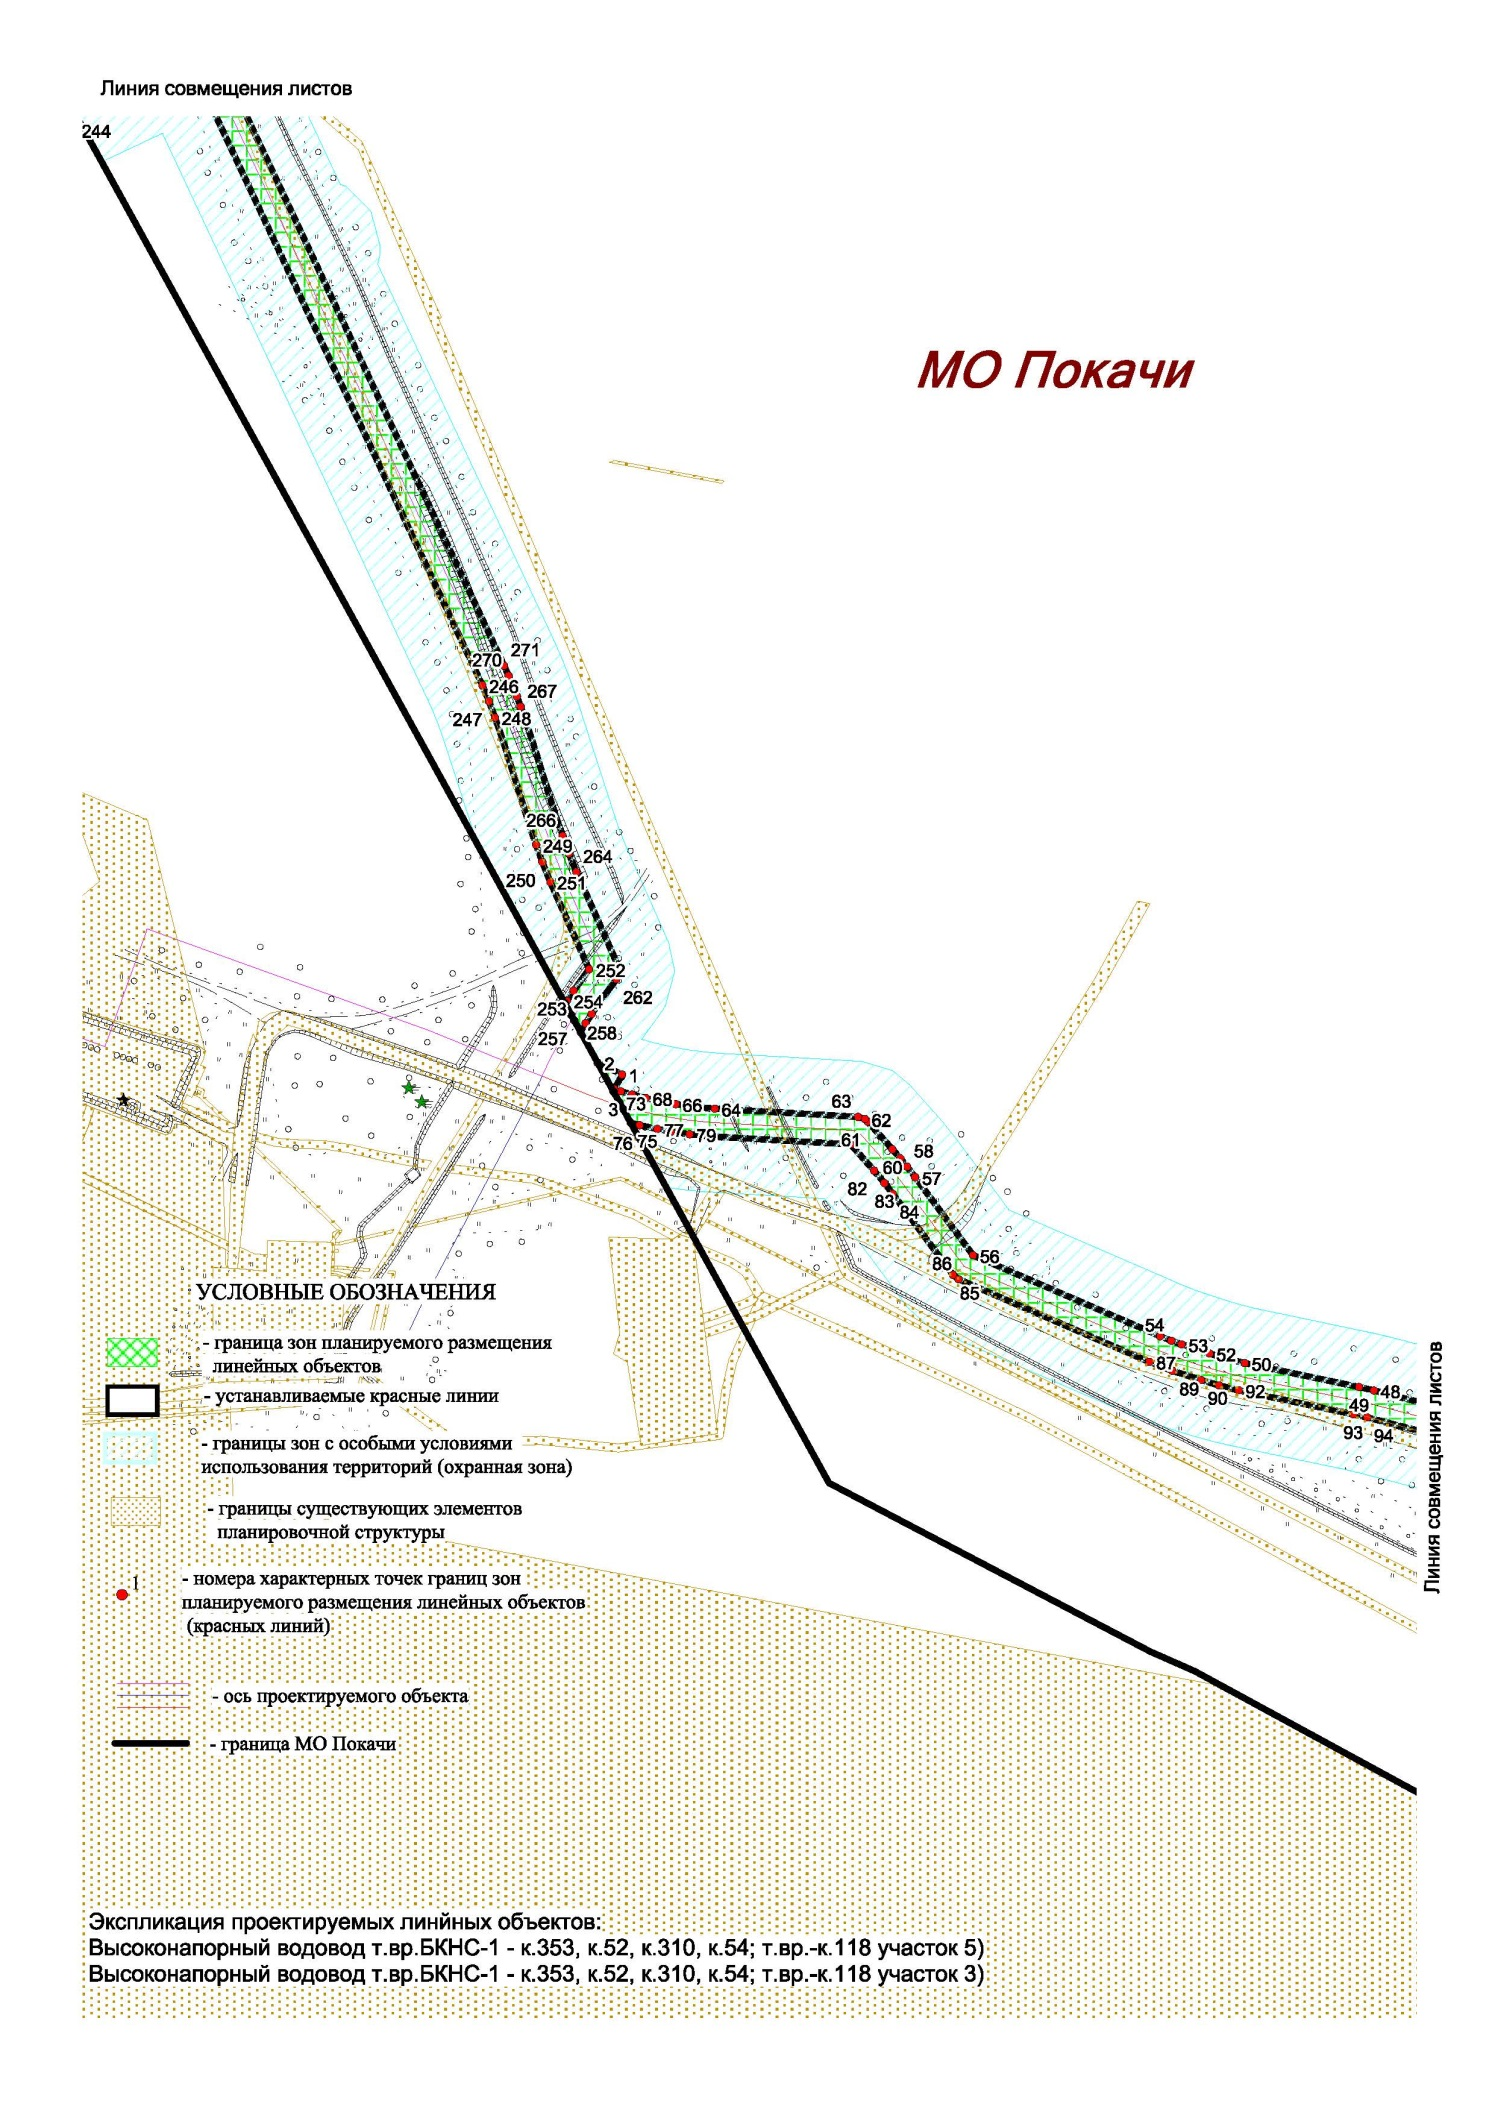 Линия совмещения листов
244
МО Покачи
271
270
246
267
247
248
266
249
264
250
251
252
262
253
254
257
258
2
1
3
73
68
66
64
63
62
76
75
77
79
61
60
58
57
82
83
84
86
56
85
54
53
52
50
87
89
90
92
49
48
93
94
Линия совмещения листов
УСЛОВНЫЕ ОБОЗНАЧЕНИЯ
- граница зон планируемого размещения
линейных объектов
- устанавливаемые красные линии
- границы зон с особыми условиями
использования территорий (охранная зона)
- границы существующих элементов
планировочной структуры
1
- номера характерных точек границ зон
планируемого размещения линейных объектов
(красных линий)
- ось проектируемого объекта
- граница МО Покачи
Экспликация проектируемых линйных объектов:
Высоконапорный водовод т.вр.БКНС-1 - к.353, к.52, к.310, к.54; т.вр.-к.118 участок 5)
Высоконапорный водовод т.вр.БКНС-1 - к.353, к.52, к.310, к.54; т.вр.-к.118 участок 3)